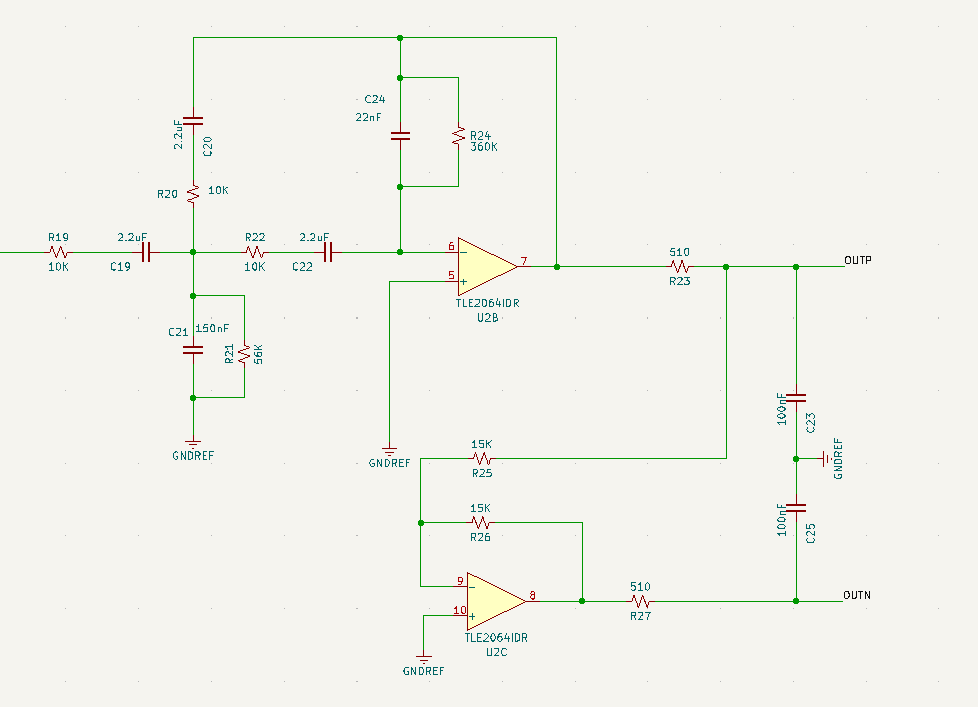 C24
22nF
2.2uF
C20
R24
360K
R20
10K
R19
10K
2.2uF
C19
R22
10K
2.2uF
C22
6
5
7
TLE2064IDR
U2B
510
R23
OUTP
C21
150nF
R21
56K
GNDREF
GNDREF
100nF
C23
GNDREF
15K
R25
15K
R26
100nF
C25
9
10
8
TLE2064IDR
U2C
510
R27
OUTN
GNDREF